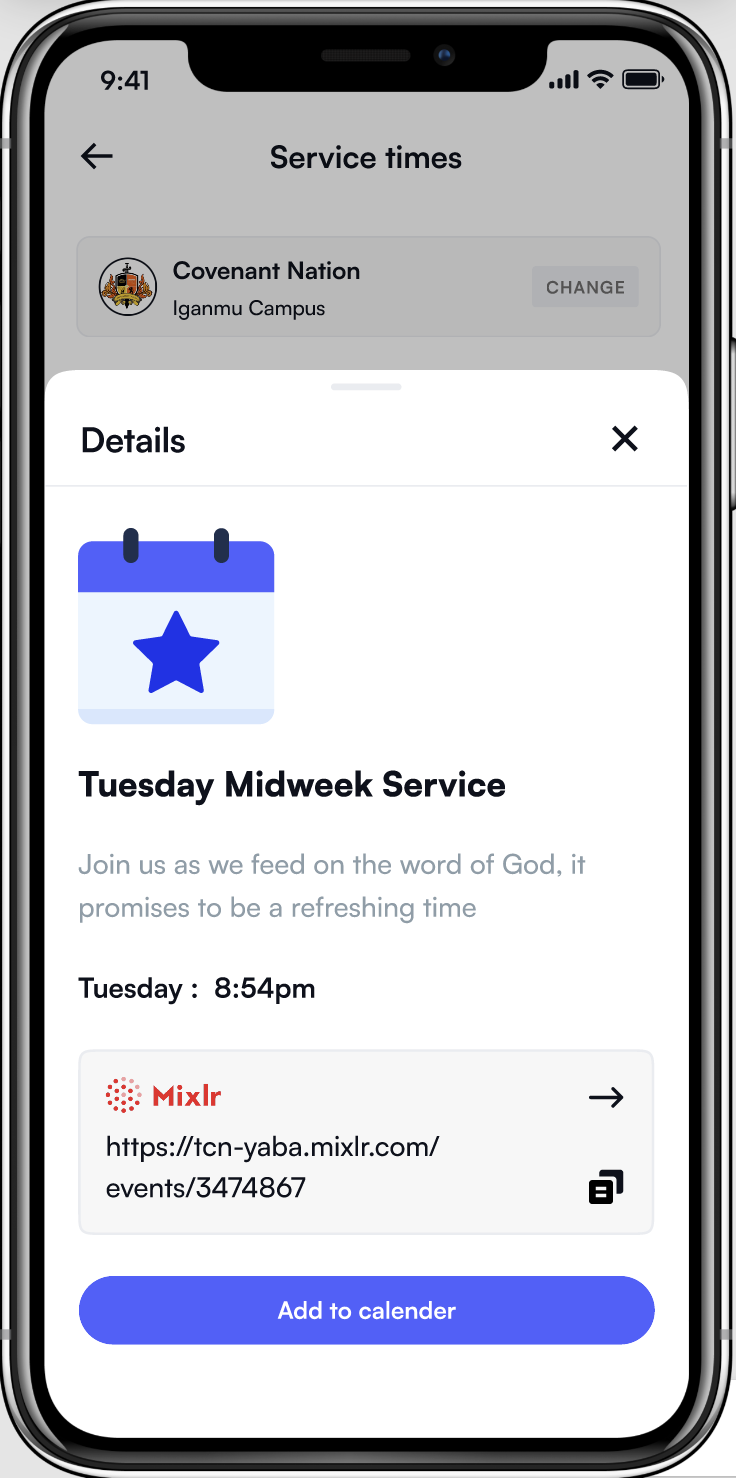 9:41
Service times
Covenant Nation
Iganmu Campus
CHANGE
Details
Tuesday Midweek Service
Join us as we feed on the word of God, it
promises to be a refreshing time
Tuesday : 8:54pm
Mixlr
https://tcn-yaba.mixlr.com/
events/3474867
Add to calender